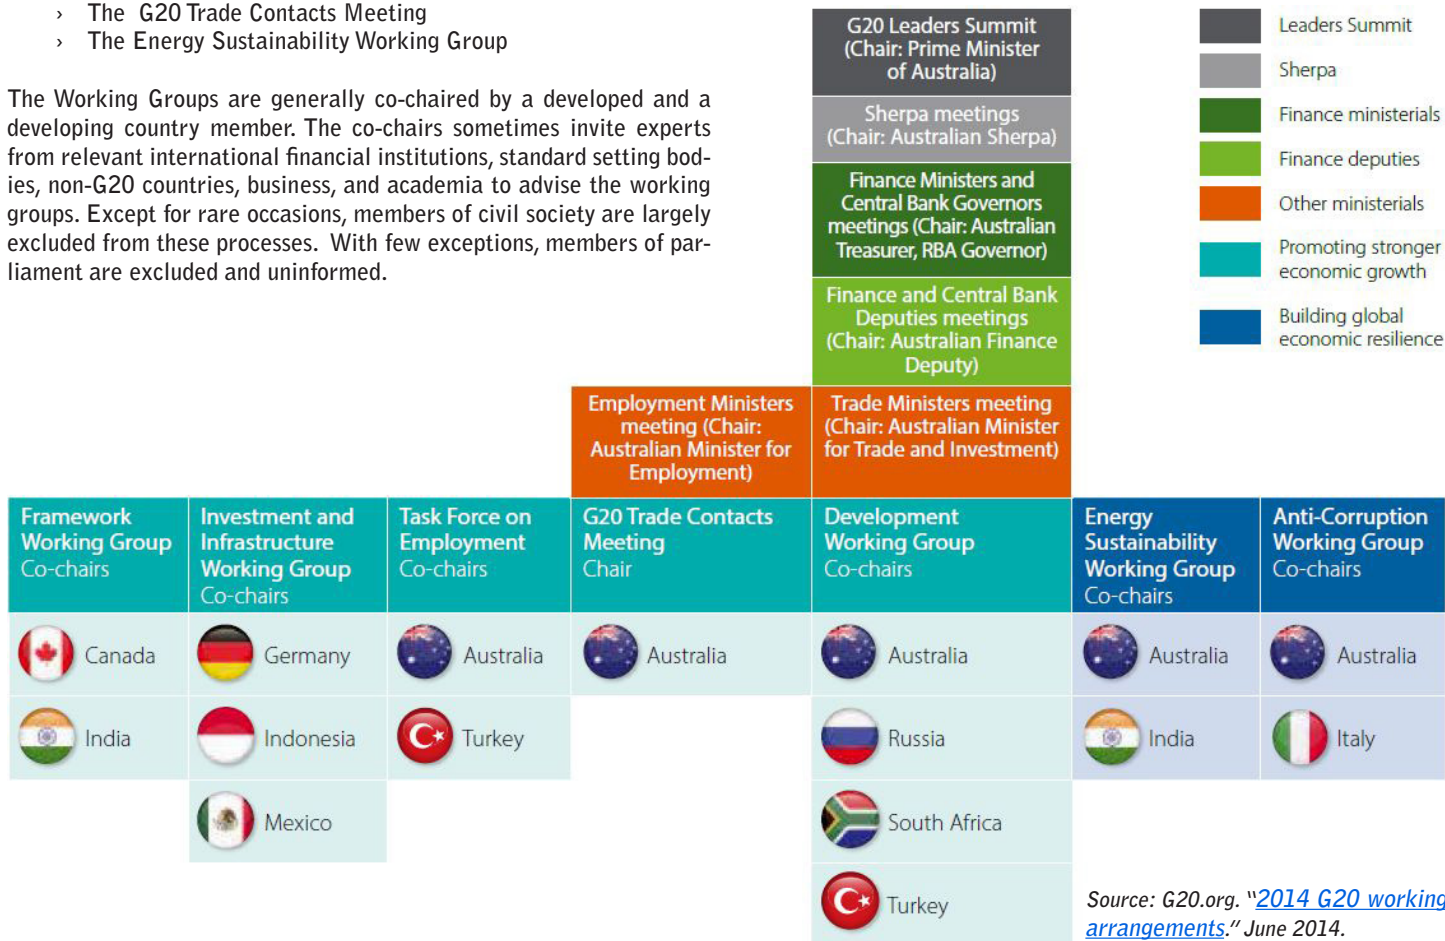 › The G20 Trade Contacts Meeting
› The Energy Sustainability Working Group
The Working Groups are generally co-chaired by a developed and a
developing country member. The co-chairs sometimes invite experts
from relevant international financial institutions, standard setting bod-
ies, non-G20 countries, business, and academia to advise the working
groups. Except for rare occasions, members of civil society are largely
excluded from these processes. With few exceptions, members of par-
liament are excluded and uninformed.
G20 Leaders Summit
(Chair: Prime Minister
of Australia)
Sherpa meetings
(Chair: Australian Sherpa)
Finance Ministers and
Central Bank Governors
meetings (Chair: Australian
Treasurer, RBA Governor)
Finance and Central Bank
Deputies meetings
(Chair: Australian Finance
Deputy)
Leaders Summit
Sherpa
Finance ministerials
Finance deputies
Other ministerials
Promoting stronger
economic growth
Building global
economic resilience
Employment Ministers
meeting (Chair:
Australian Minister for
Employment)
Trade Ministers meeting
(Chair: Australian Minister
for Trade and Investment)
Framework
Working Group
Co-chairs
Canada
India
Investment and
Infrastructure
Working Group
Co-chairs
Germany
Indonesia
Mexico
Task Force on
Employment
Co-chairs
Australia
Turkey
G20 Trade Contacts
Meeting
Chair
Australia
Development
Working Group
Co-chairs
Australia
Russia
South Africa
Turkey
Energy
Sustainability
Working Group
Co-chairs
Australia
India
Anti-Corruption
Working Group
Co-chairs
Australia
Italy
Source: G20.org. “2014 G20 working
arrangements.” June 2014.